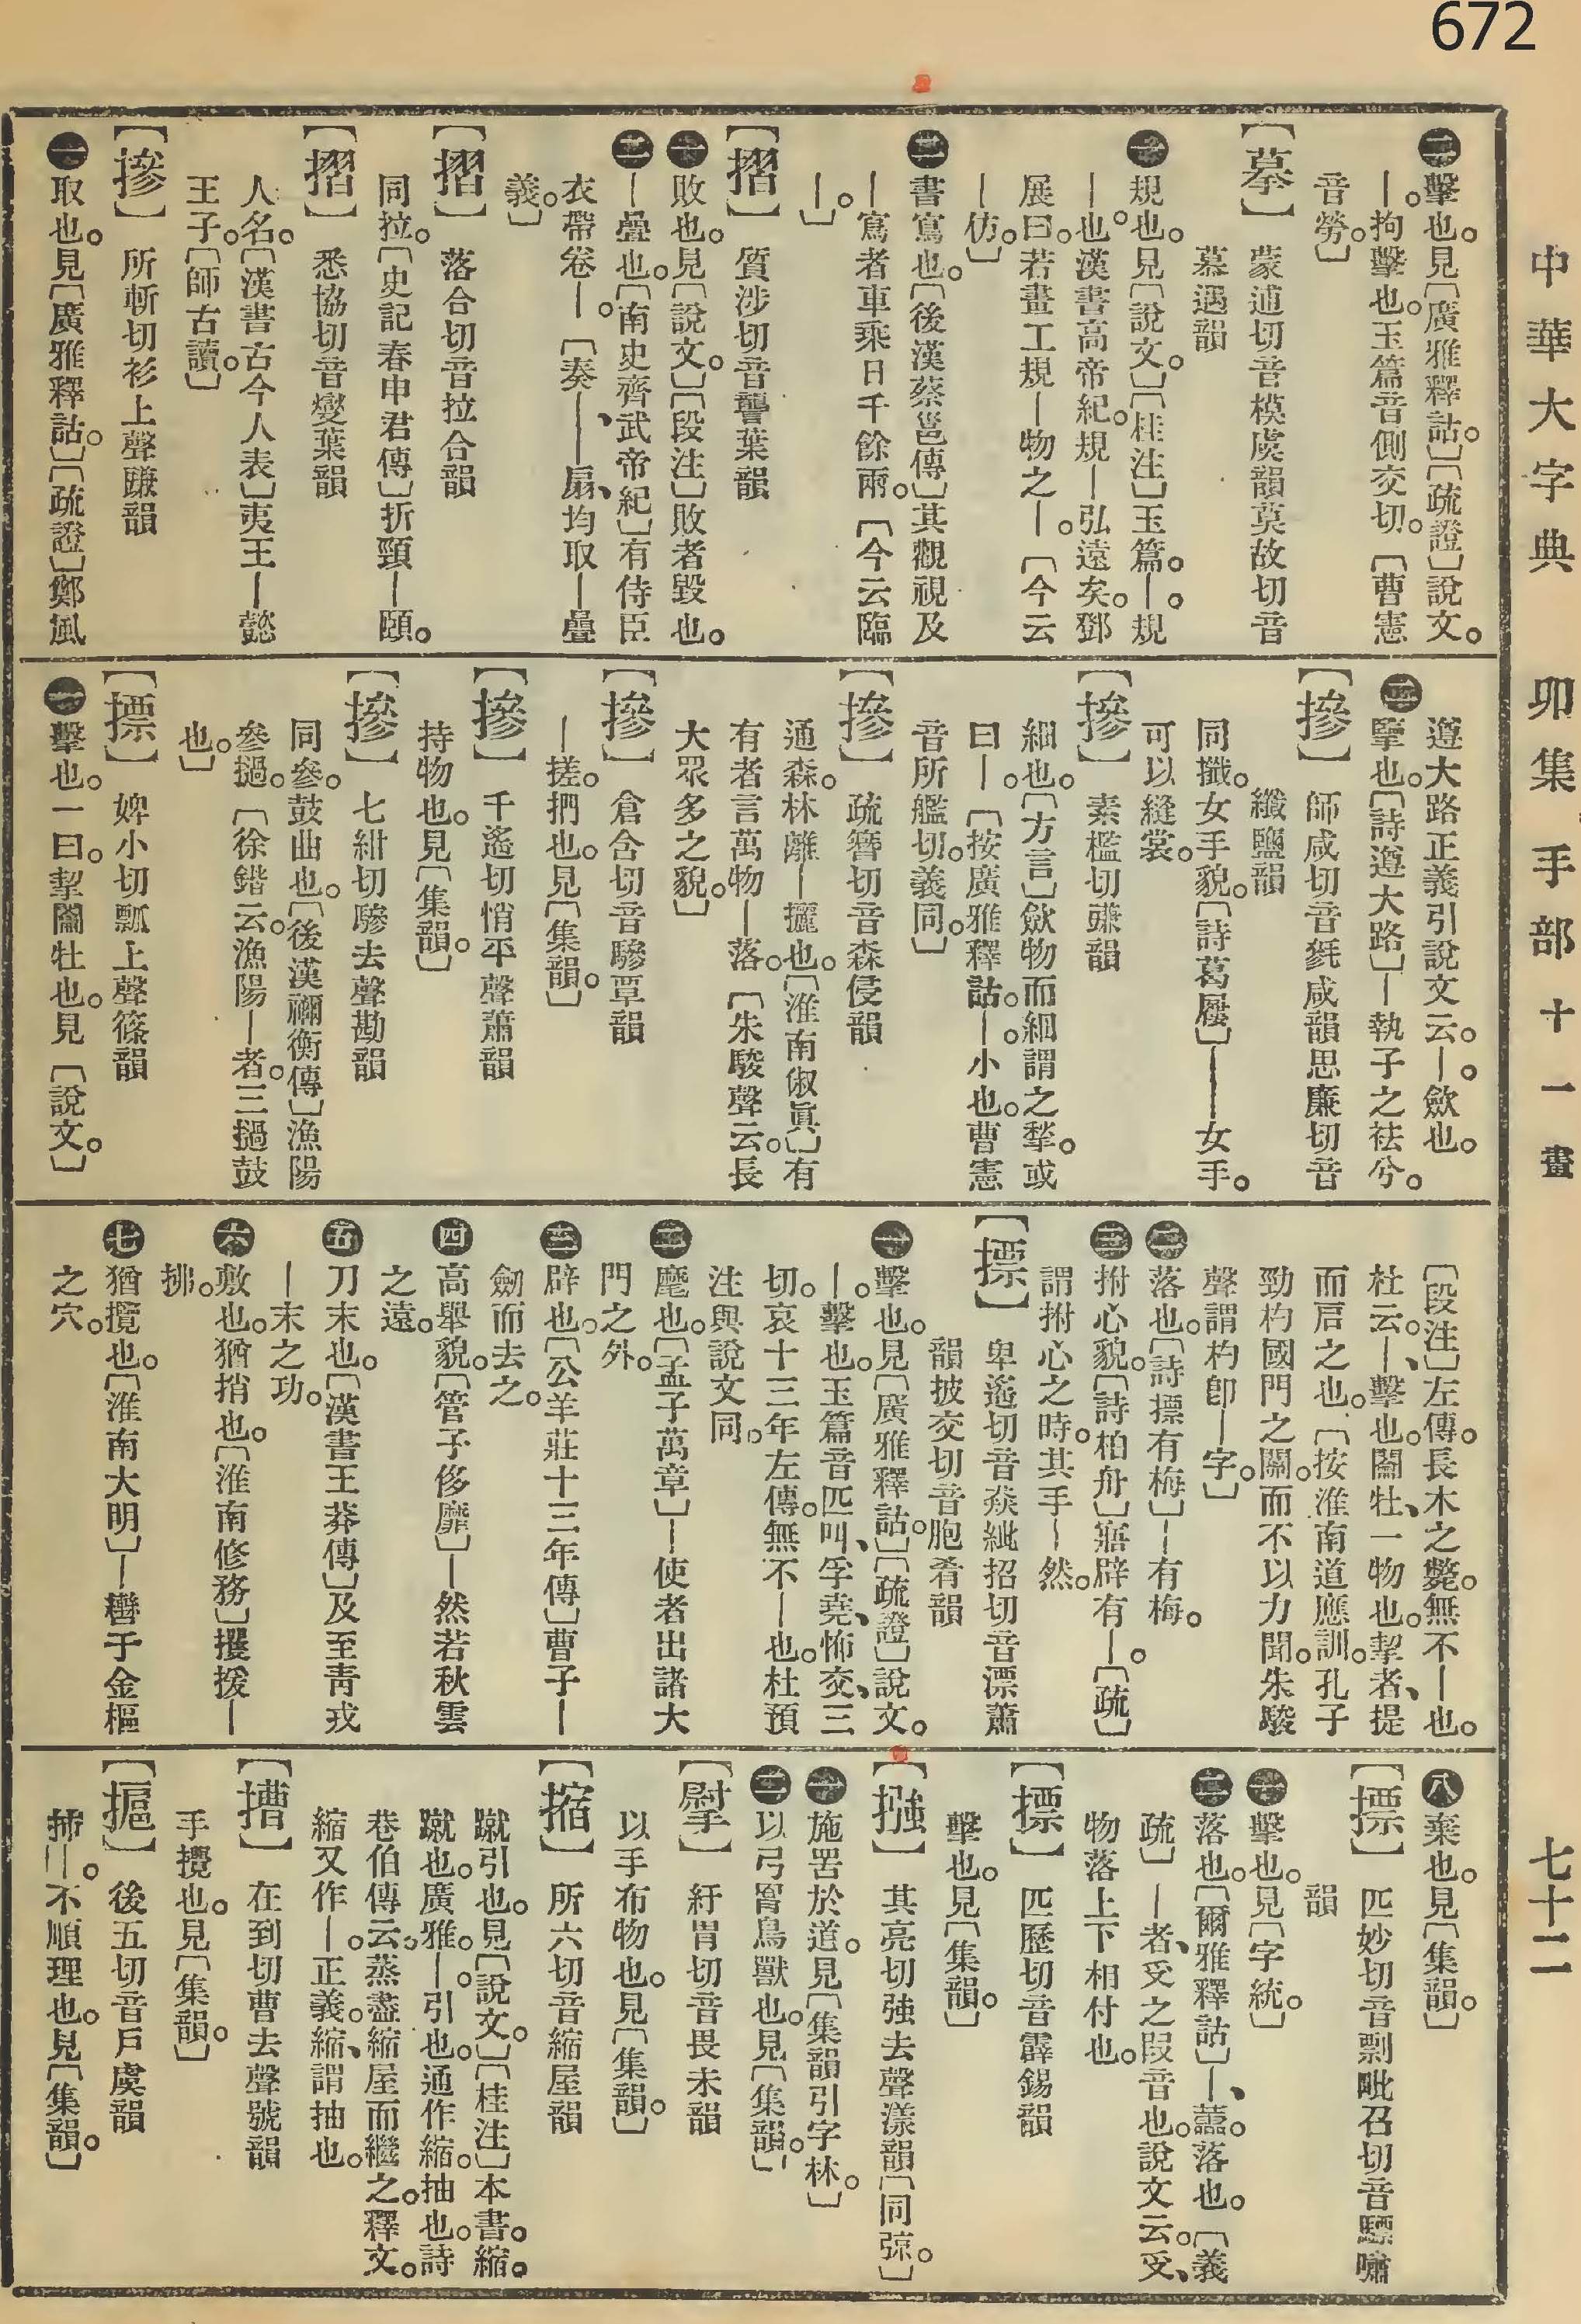 672
中華大字典　卯集手部十一畫　七十二
㊁擊也。見〔廣雅釋詁。〕〔疏證〕說文。
―。拘擊也。玉篇音側交切。〔曹憲
音勞。〕
【摹】蒙逋切音模虞韻莫故切音
慕遇韻
㊀規也。見〔說文。〕〔桂注〕玉篇。―。規
―也。漢書高帝紀。規―弘遠矣。鄧
展曰。若畫工規―物之―。〔今云
―仿。〕
㊁書寫也。〔後漢蔡邕傳〕其觀視及
―寫者車乘日千餘兩。〔今云臨
―。〕
【摺】質涉切音讋葉韻
㊀敗也。見〔說文。〕〔段注〕敗者毀也。
㊁―疊也。〔南史齊武帝紀〕有侍臣
衣帶卷―。〔奏―、―扇、均取―疊
義。〕
【摺】落合切音拉合韻
同拉。〔史記春申君傳〕折頸―頤。
【摺】悉協切音燮葉韻
人名。〔漢書古今人表〕夷王―懿
王子。〔師古讀。〕
【摻】所斬切衫上聲豏韻
㊀取也。見〔廣雅釋詁。〕〔疏證〕鄭風
遵大路正義引說文云。―。斂也。
㊁擥也。〔詩遵大路〕―執子之袪兮。
【摻】師咸切音毿咸韻思廉切音
纖鹽韻
同攕。女手貌。〔詩葛屨〕――女手。
可以縫裳。
【摻】素檻切豏韻
細也。〔方言〕斂物而細謂之揫。或
曰―。〔按廣雅釋詁。―。小也。曹憲
音所艦切。義同。〕
【摻】疏簪切音森侵韻
通森。林離―攦也。〔淮南俶眞〕有
有者言萬物―落。〔朱駿聲云。長
大眾多之貌。〕
【摻】倉含切音驂覃韻
―搓。捫也。見〔集韻。〕
【摻】千遙切悄平聲蕭韻
持物也。見〔集韻。〕
【摻】七紺切驂去聲勘韻
同參。鼓曲也。〔後漢禰衡傳〕漁陽
參撾。〔徐鍇云。漁陽―者。三撾鼓
也。〕
【摽】婢小切瓢上聲篠韻
㊀擊也。一曰。挈闟牡也。見〔說文。〕
〔段注〕左傳。長木之斃。無不―也。
杜云。―、擊也。闟牡、一物也。挈者、提
而启之也。〔按淮南道應訓。孔子
勁杓國門之關。而不以力聞。朱駿
聲謂杓卽―字。〕
㊁落也。〔詩摽有梅〕―有梅。
㊂拊心貌。〔詩柏舟〕寤辟有―。〔疏〕
謂拊心之時。其手―然。
【摽】卑遙切音猋紕招切音漂蕭
韻披交切音胞肴韻
㊀擊也。見〔廣雅釋詁。〕〔疏證〕說文。
―。擊也。玉篇音匹叫、孚堯、怖交、三
切。哀十三年左傳。無不―也。杜預
注與說文同。
㊁麾也。〔孟子萬章〕―使者出諸大
門之外。
㊂辟也。〔公羊莊十三年傳〕曹子―
劍而去之。
㊃高舉貌。〔管子侈靡〕―然若秋雲
之遠。
㊄刀末也。〔漢書王莽傳〕及至靑戎
―末之功。
㊅敷也。猶捎也。〔淮南修務〕攫援―
拂。
㊆猶攬也。〔淮南大明〕―轡于金樞
之穴。
㊇棄也。見〔集韻。〕
【摽】匹妙切音剽毗召切音驃嘯
韻
㊀擊也。見〔字統。〕
㊁落也。〔爾雅釋詁〕―、蘦。落也。〔義
疏〕―者、受之叚音也。說文云。受、
物落上下相付也。
【摽】匹歷切音霹錫韻
擊也。見〔集韻。〕
【摾】其亮切強去聲漾韻〔同弶。〕
㊀施罟於道。見〔集韻引字林。〕
㊁以弓罥鳥獸也。見〔集韻。〕
【㩈】紆胃切音畏未韻
以手布物也。見〔集韻。〕
【摍】所六切音縮屋韻
蹴引也。見〔說文。〕〔桂注〕本書。縮。
蹴也。廣雅。―。引也。通作縮。抽也。詩
巷伯傳云。蒸盡縮屋而繼之。釋文。
縮又作―。正義。縮、謂抽也。
【㩲】在到切曹去聲號韻
手攪也。見〔集韻。〕
【摢】後五切音戶虞韻
㧊―。不順理也。見〔集韻。〕